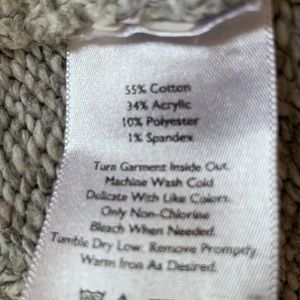 55% Cotton
34% Acrylic
10% Polyester
1% Spandex
Turn Garment Inside Out.
Machine Wash Cold
Delicate With Like Colors.
Only Non-Chlorine
Bleach When Needed.
Tumble Dry Low. Remove Promptly.
Warm Iron As Desired.